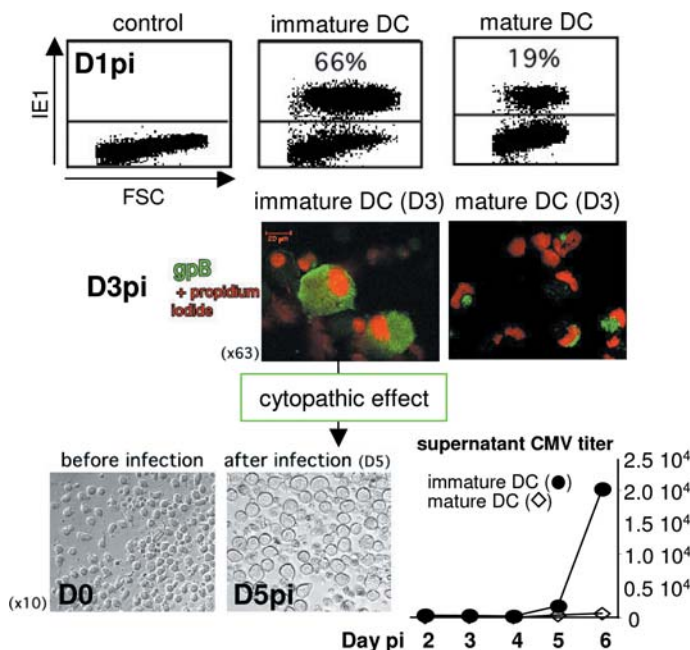 control
immature DC
mature DC
D1pi
66%
19%
IE1
FSC
immature DC (D3)
mature DC (D3)
20 µm
D3pi
gpB
+ propidium
Iodide
(x63)
cytopathic effect
before infection
after infection (D5)
(x10)
D0
D5pi
supernatant CMV titer
immature DC (●)
mature DC (◇)
2.5 10⁴
2.0 10⁴
1.5 10⁴
1.0 10⁴
0.5 10⁴
0
Day pi 2 3 4 5 6